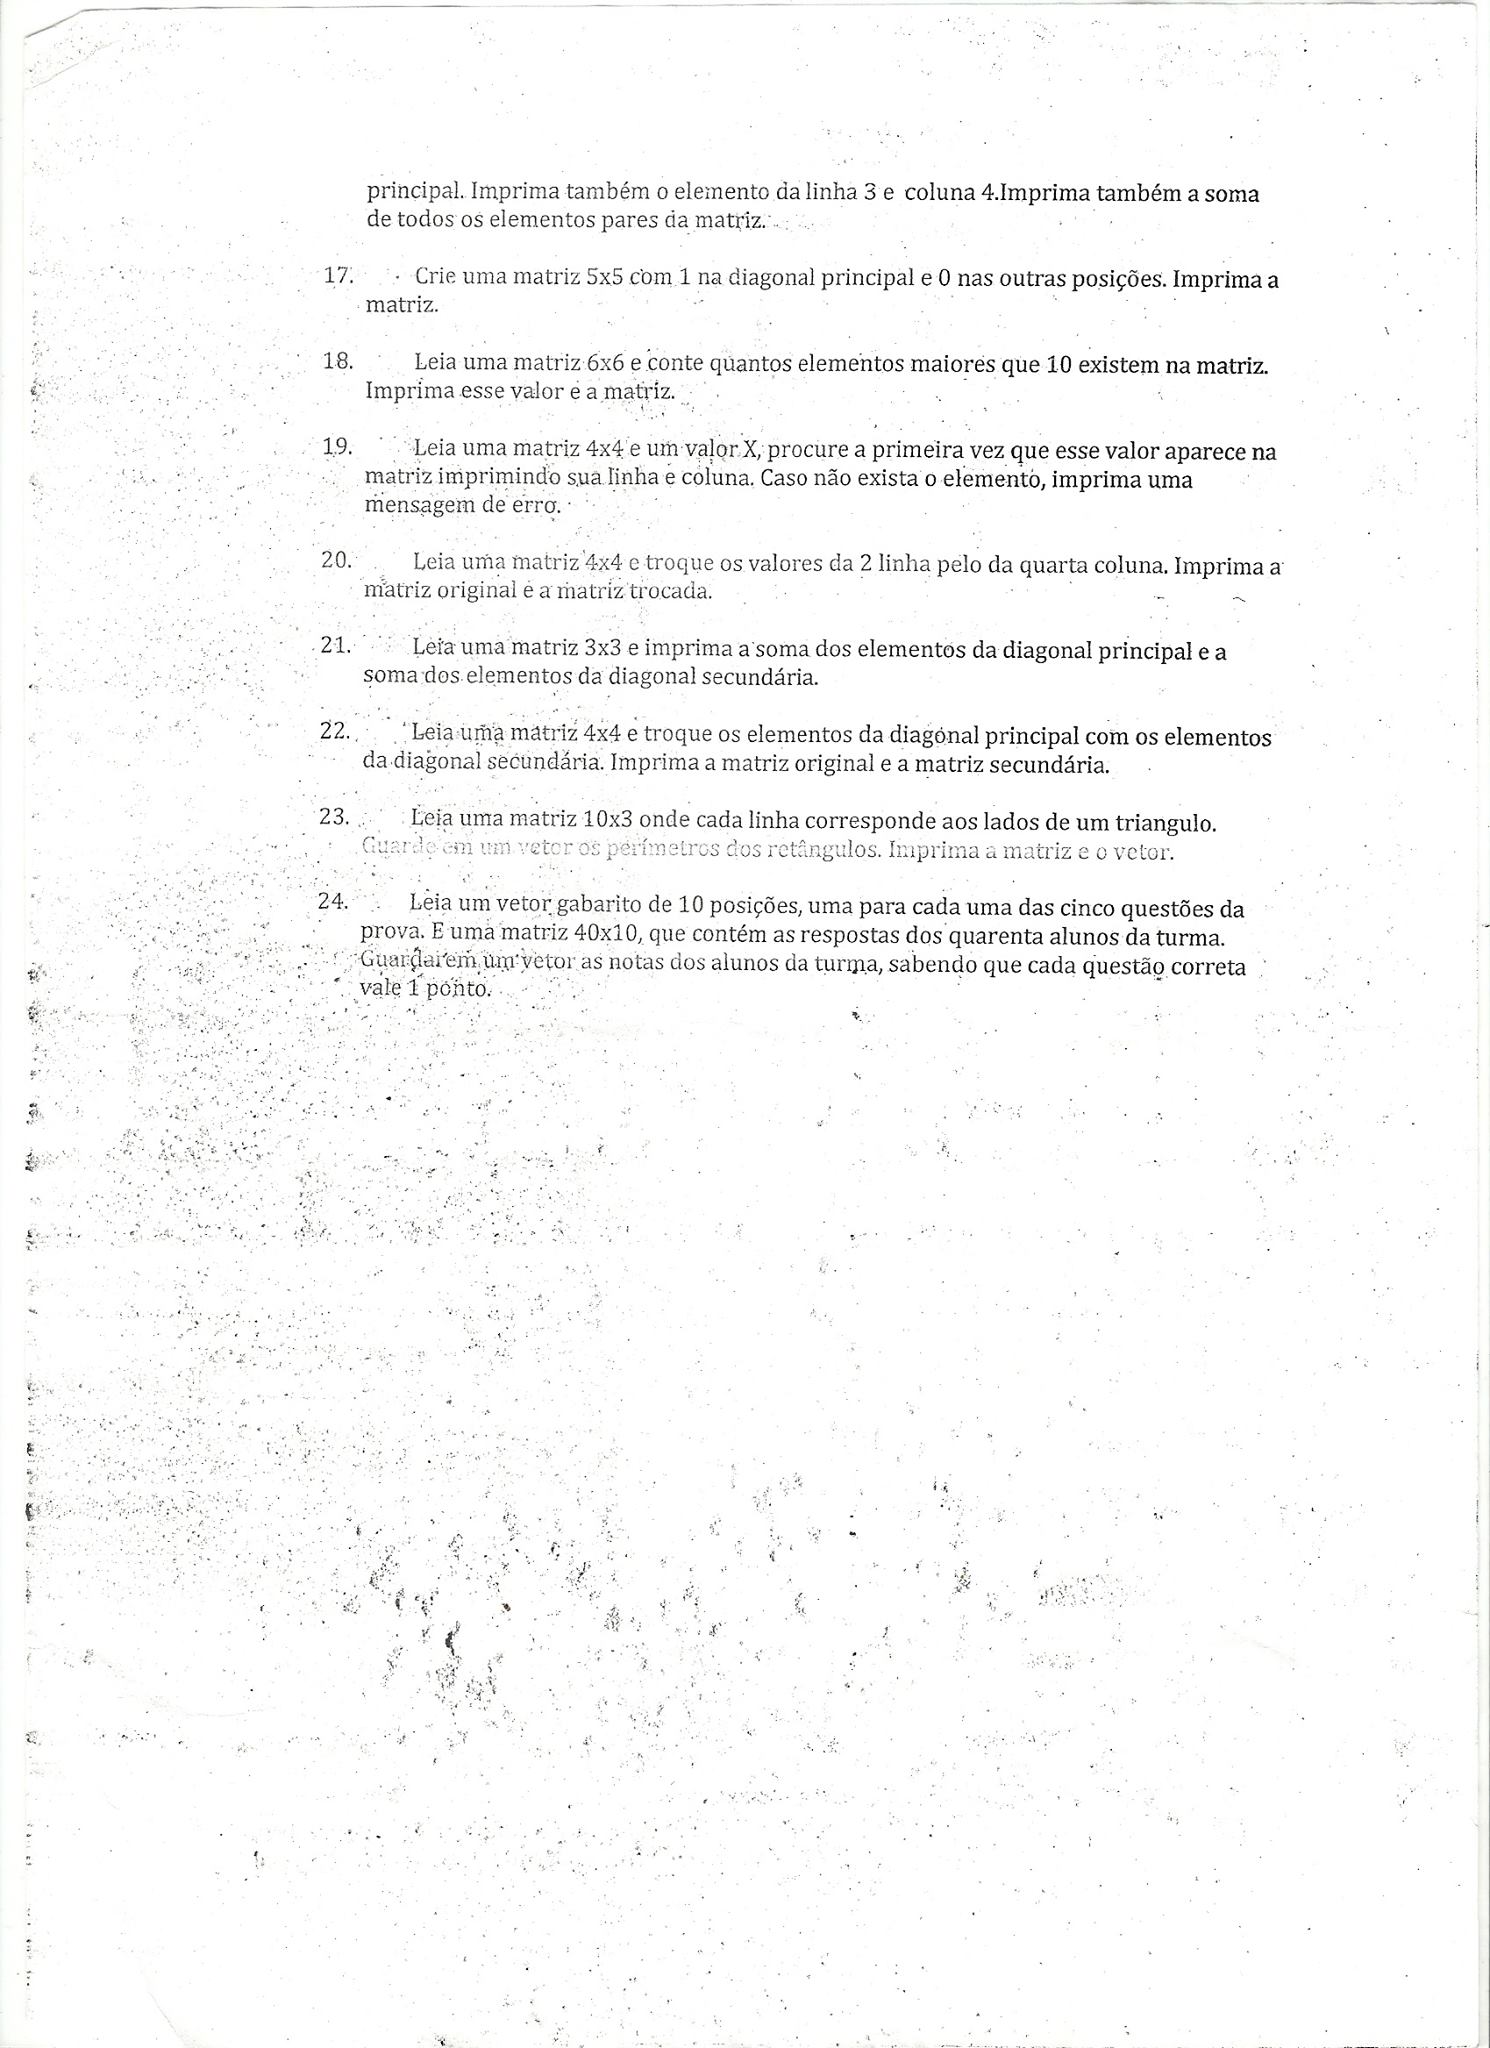 principal. Imprima também o elemento da linha 3 e coluna 4.Imprima também a soma
de todos os elementos pares da matriz.
17. Crie uma matriz 5x5 com 1 na diagonal principal e 0 nas outras posições. Imprima a
matriz.
18. Leia uma matriz 6x6 e conte quantos elementos maiores que 10 existem na matriz.
Imprima esse valor e a matriz.
19. Leia uma matriz 4x4 e um valor X, procure a primeira vez que esse valor aparece na
matriz imprimindo sua linha e coluna. Caso não exista o elemento, imprima uma
mensagem de erro.
20. Leia uma matriz 4x4 e troque os valores da 2 linha pelo da quarta coluna. Imprima a
matriz original e a matriz trocada.
21. Leia uma matriz 3x3 e imprima a soma dos elementos da diagonal principal e a
soma dos elementos da diagonal secundária.
22. Leia uma matriz 4x4 e troque os elementos da diagonal principal com os elementos
da diagonal secundária. Imprima a matriz original e a matriz secundária.
23. Leia uma matriz 10x3 onde cada linha corresponde aos lados de um triangulo.
Guarde em um vetor os perímetros dos retângulos. Imprima a matriz e o vetor.
24. Leia um vetor gabarito de 10 posições, uma para cada uma das cinco questões da
prova. E uma matriz 40x10, que contém as respostas dos quarenta alunos da turma.
Guardar em um vetor as notas dos alunos da turma, sabendo que cada questão correta
vale 1 ponto.